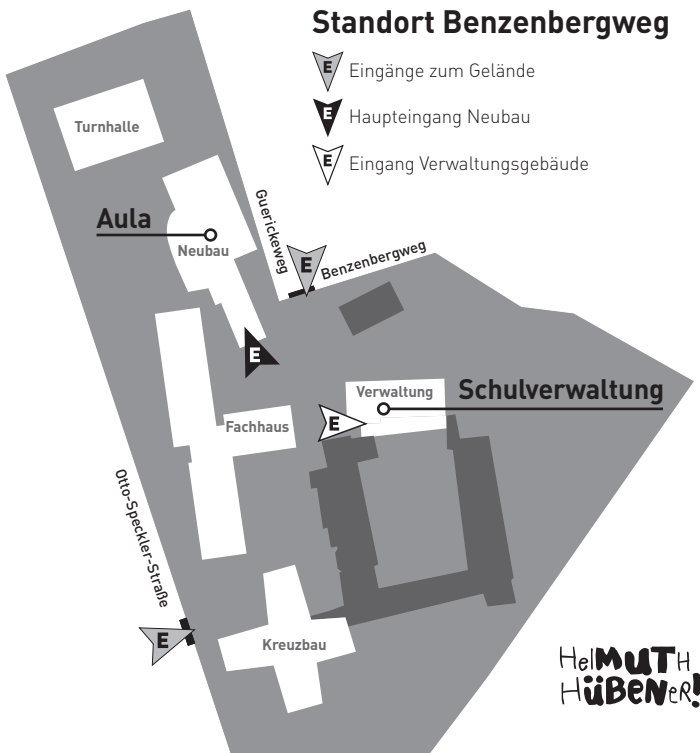 Standort Benzenbergweg
E Eingänge zum Gelände
E Haupteingang Neubau
E Eingang Verwaltungsgebäude
Turnhalle
Aula
Neubau
Guerickeweg
E
Benzenbergweg
E
Verwaltung
Schulverwaltung
E
Fachhaus
Otto-Speckler-Straße
E
Kreuzbau
HelMUTH
HüBENeR!